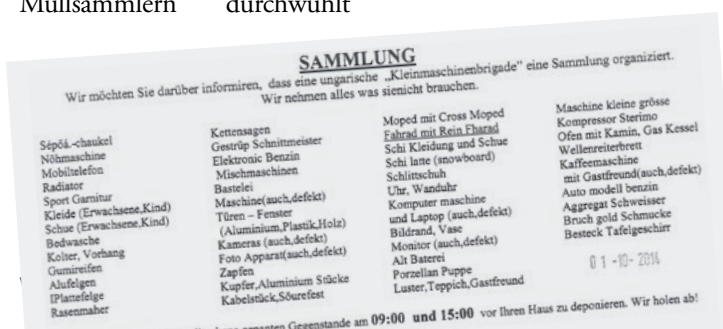 Müllsammlern durchwühlt
SAMMLUNG
Wir möchten Sie darüber informiren, dass eine ungarische „Kleinmaschinenbrigade" eine Sammlung organiziert.
Wir nehmen alles was sienicht brauchen.
Sépöá.-chaukel
Nöhmaschine
Mobiltelefon
Radiator
Sport Garnitur
Kleide (Erwachsene,Kind)
Schue (Erwachsene,Kind)
Bedwasche
Kolter, Vorhang
Gumireifen
Alufelgen
lPlattefelge
Rasenmaher
Kettensagen
Gestrüp Schnittmeister
Elektronic Benzin
Mischmaschinen
Bastelei
Maschine(auch,defekt)
Türen – Fenster
(Aluminium,Plastik,Holz)
Kameras (auch,defekt)
Foto Apparat(auch,defekt)
Zapfen
Kupfer,Aluminium Stücke
Kabelstück,Söurefest
Moped mit Cross Moped
Fahrad mit Rein Fharad
Schi Kleidung und Schue
Schi latte (snowboard)
Schlittschuh
Uhr, Wanduhr
Komputer maschine
und Laptop (auch,defekt)
Bildrand, Vase
Monitor (auch,defekt)
Alt Baterei
Porzellan Puppe
Luster,Teppich,Gastfreund
Maschine kleine grösse
Kompressor Sterimo
Ofen mit Kamin, Gas Kessel
Wellenreiterbrett
Kaffeemaschine
mit Gastfreund(auch,defekt)
Auto modell benzin
Aggregat Schweisser
Bruch gold Schmucke
Besteck Tafelgeschirr
01-10-2014
genanten Gegenstande am 09:00 und 15:00 vor Ihren Haus zu deponieren. Wir holen ab!